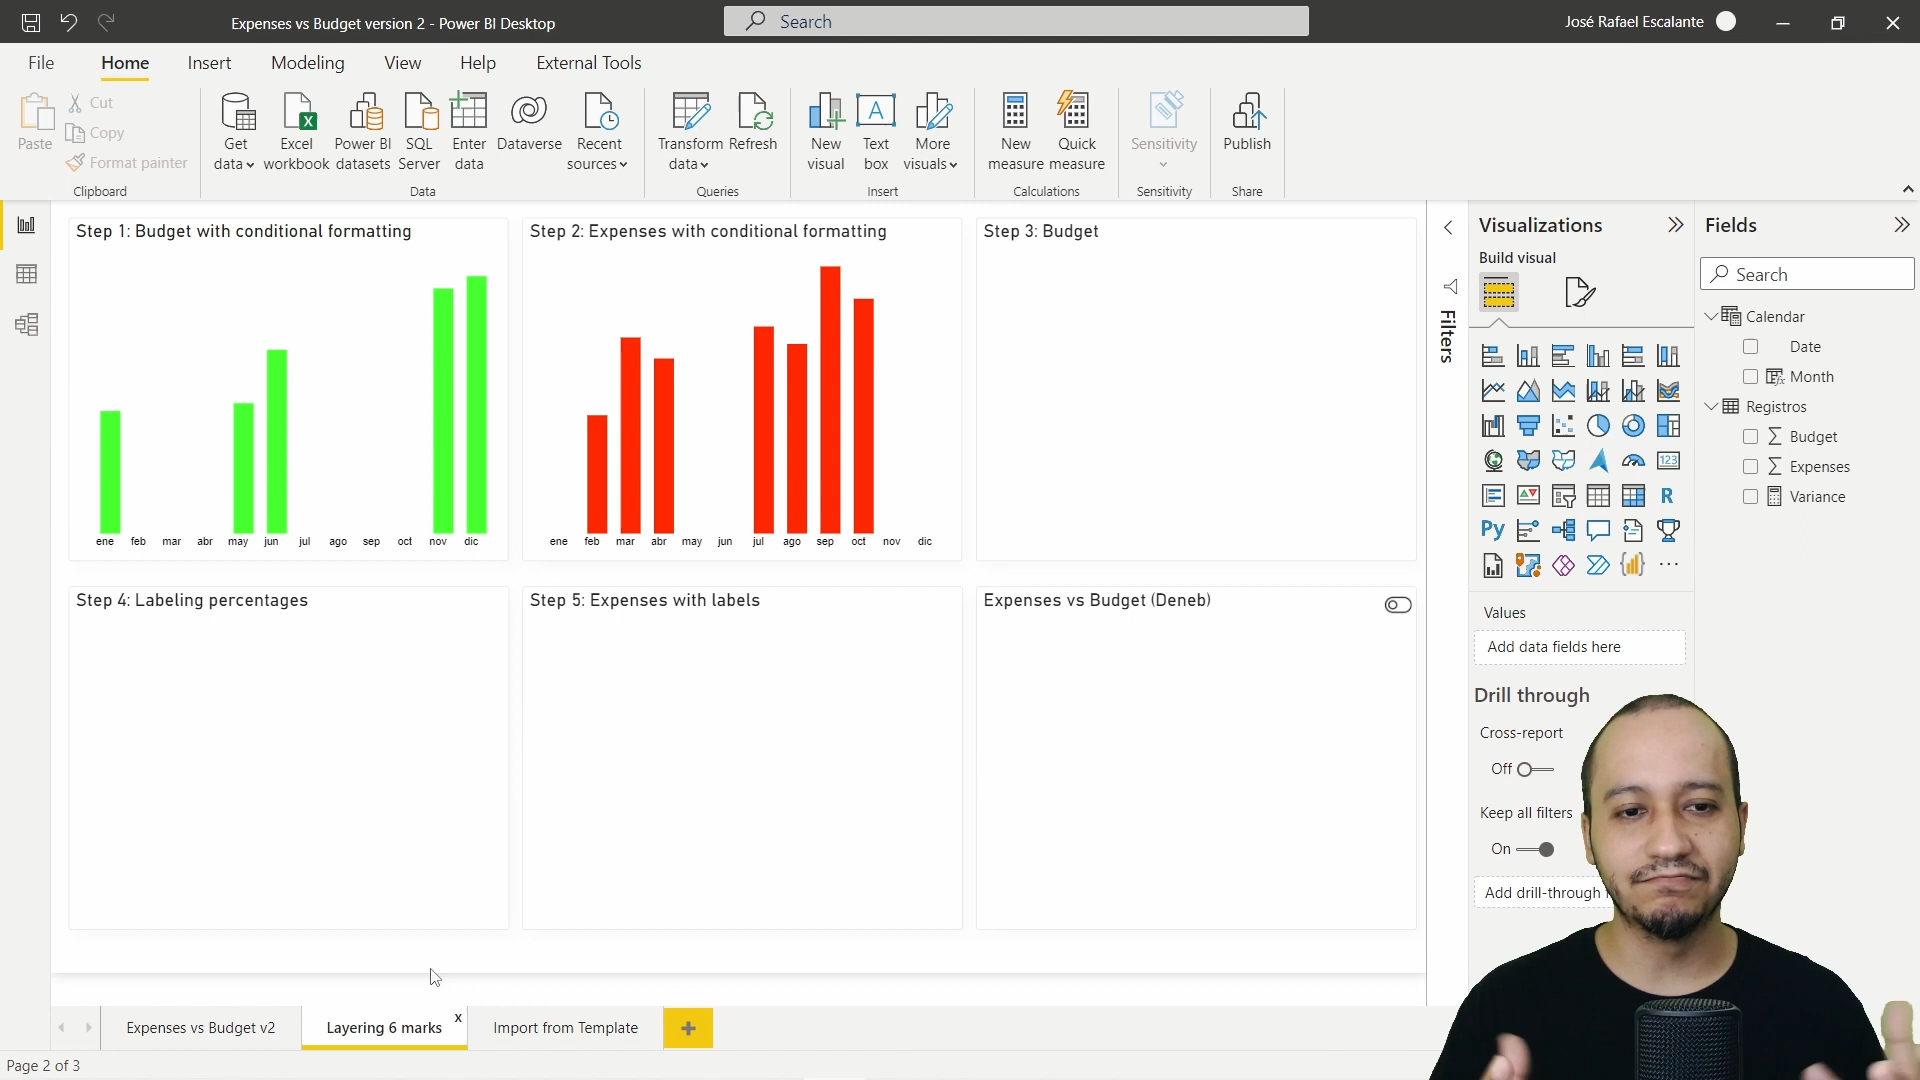 Expenses vs Budget version 2 - Power BI Desktop
Search
José Rafael Escalante
File Home Insert Modeling View Help External Tools
Paste
Cut
Copy
Format painter
Clipboard
Get data
Excel workbook
Power BI datasets
SQL Server
Enter data
Dataverse
Recent sources
Data
Transform data
Refresh
Queries
New visual
Text box
More visuals
Insert
New measure
Quick measure
Calculations
Sensitivity
Sensitivity
Publish
Share
Step 1: Budget with conditional formatting
ene feb mar abr may jun jul ago sep oct nov dic
Step 2: Expenses with conditional formatting
ene feb mar abr may jun jul ago sep oct nov dic
Step 3: Budget
Step 4: Labeling percentages
Step 5: Expenses with labels
Expenses vs Budget (Deneb)
Filters
Visualizations
Build visual
123
R
Py
Values
Add data fields here
Drill through
Cross-report
Off
Keep all filters
On
Add drill-through
Fields
Search
Calendar
Date
Month
Registros
Budget
Expenses
Variance
Expenses vs Budget v2
Layering 6 marks
x
Import from Template
+
Page 2 of 3